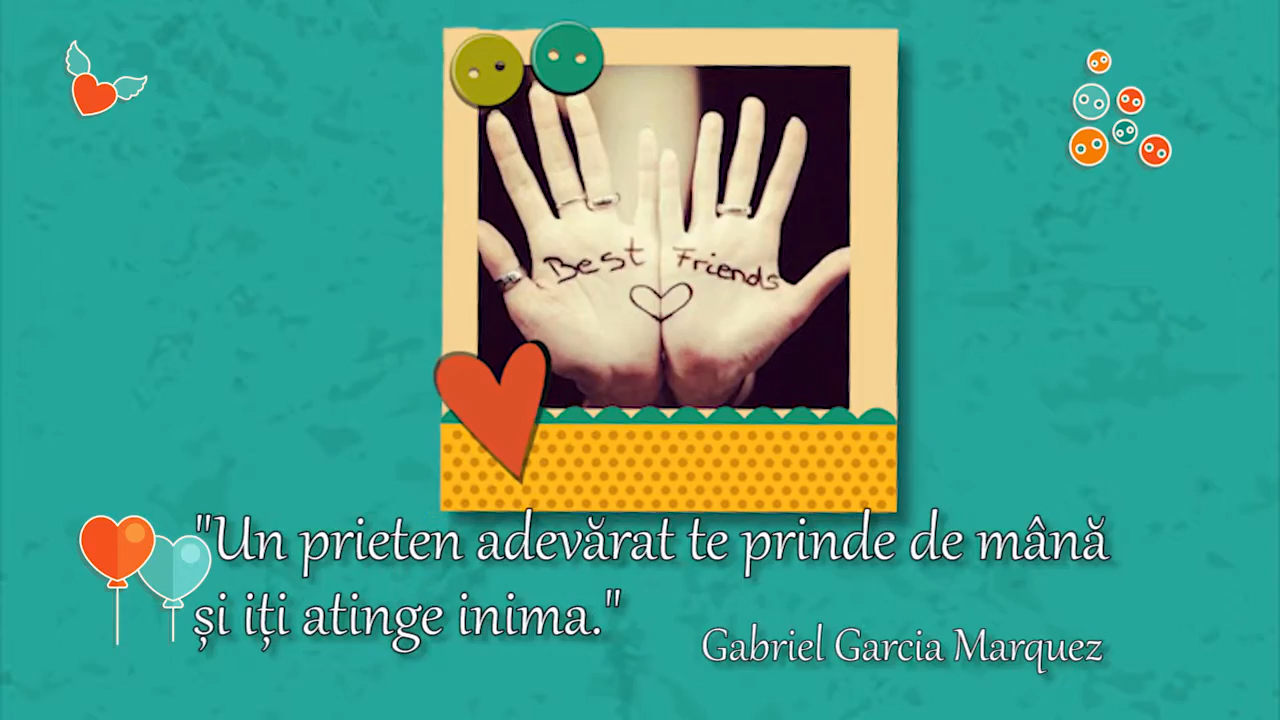 Best Friends
"Un prieten adevărat te prinde de mână
și iți atinge inima."
Gabriel Garcia Marquez